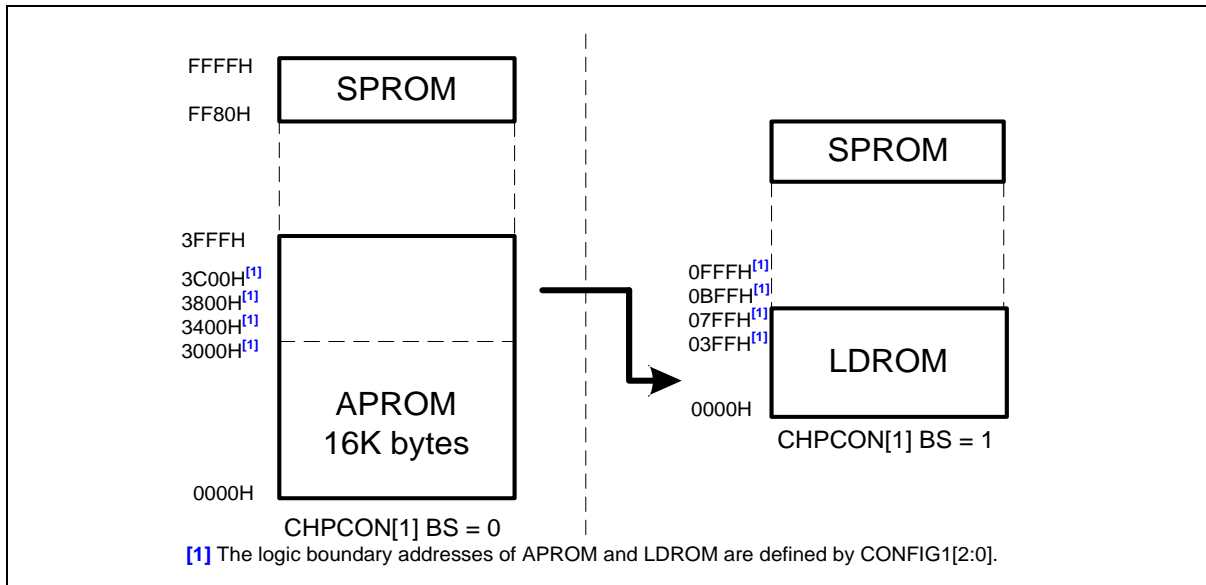 FFFFH
SPROM
FF80H
3FFFH
3C00H[1]
3800H[1]
3400H[1]
3000H[1]
APROM
16K bytes
0000H
CHPCON[1] BS = 0
SPROM
0FFFH[1]
0BFFH[1]
07FFH[1]
03FFH[1]
LDROM
0000H
CHPCON[1] BS = 1
[1] The logic boundary addresses of APROM and LDROM are defined by CONFIG1[2:0].